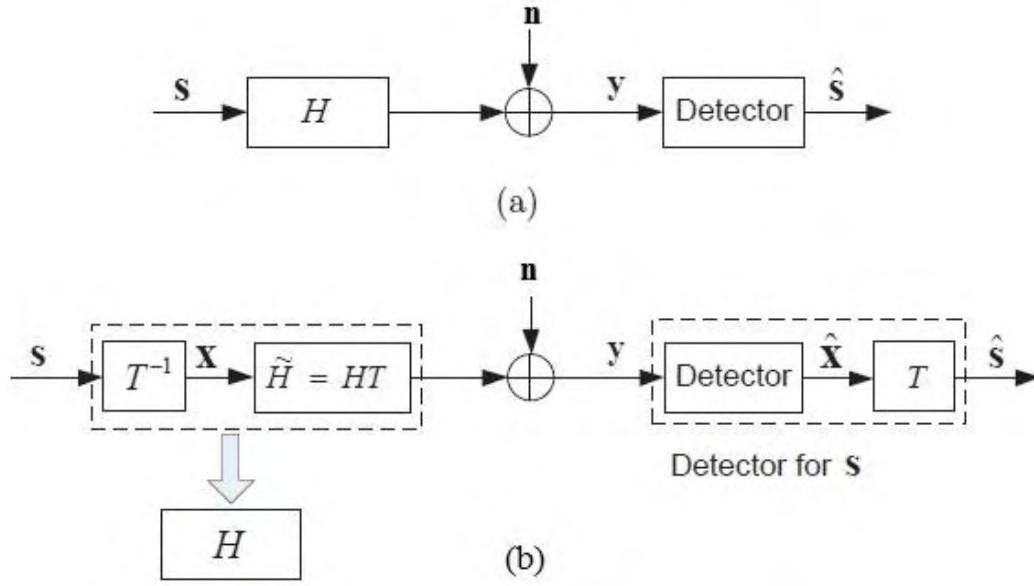 n
s H y Detector ŝ
(a)
n
s T⁻¹ x H̃ = HT y Detector x̂ T ŝ
Detector for s
H
(b)